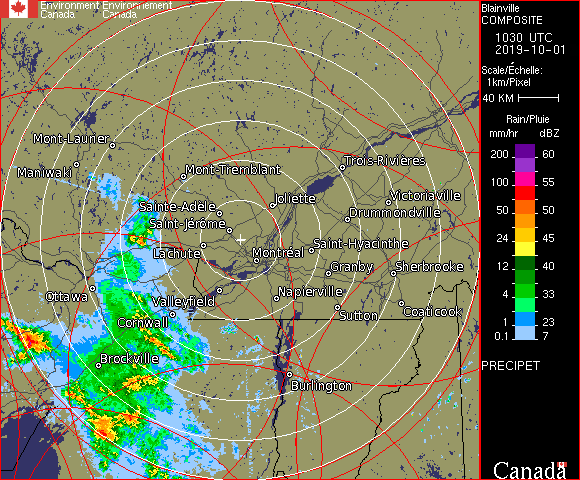 Environment Environnement
Canada Canada
Blainville
COMPOSITE
1030 UTC
2019-10-01
Scale/Échelle:
1km/Pixel
40 KM
Rain/Pluie
mm/hr dBZ
200 60
150 57
100 55
50 50
24 45
12 40
4 33
1 23
0.1 7
PRECIPET
Canada
Mont-Laurier
Maniwaki
Mont-Tremblant
Trois-Rivières
Joliette
Victoriaville
Sainte-Adèle
Drummondville
Saint-Jérôme
Lachute
Montréal
Saint-Hyacinthe
Granby
Sherbrooke
Ottawa
Valleyfield
Napierville
Cornwall
Sutton
Coaticook
Brockville
Burlington